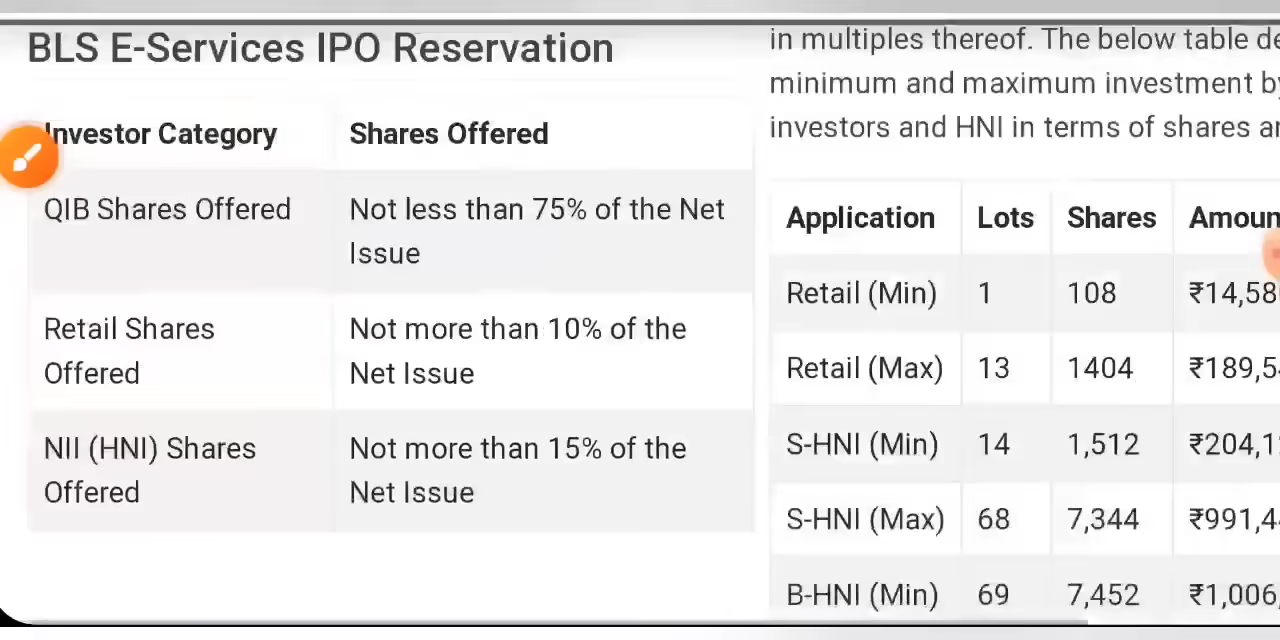 BLS E-Services IPO Reservation
Investor Category Shares Offered
QIB Shares Offered Not less than 75% of the Net
Issue
Retail Shares Not more than 10% of the
Offered Net Issue
NII (HNI) Shares Not more than 15% of the
Offered Net Issue
in multiples thereof. The below table de
minimum and maximum investment by
investors and HNI in terms of shares
Application Lots Shares Amoun
Retail (Min) 1 108 ₹14,58
Retail (Max) 13 1404 ₹189,5
S-HNI (Min) 14 1,512 ₹204,1
S-HNI (Max) 68 7,344 ₹991,4
B-HNI (Min) 69 7,452 ₹1,006,